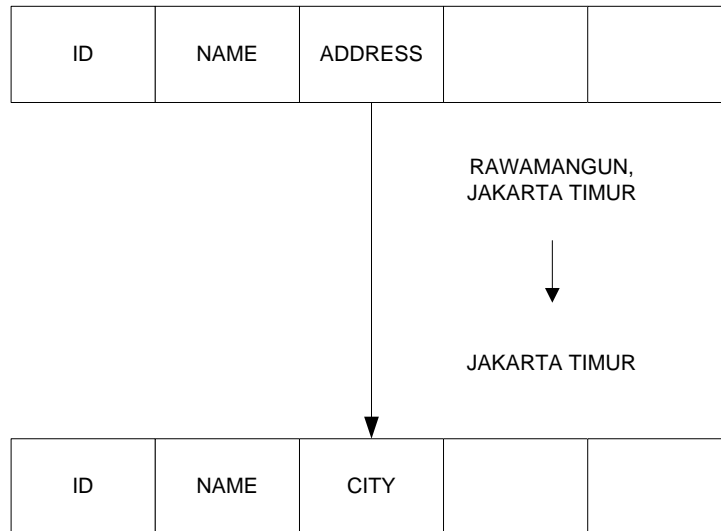 ID NAME ADDRESS
RAWAMANGUN,
JAKARTA TIMUR
JAKARTA TIMUR
ID NAME CITY